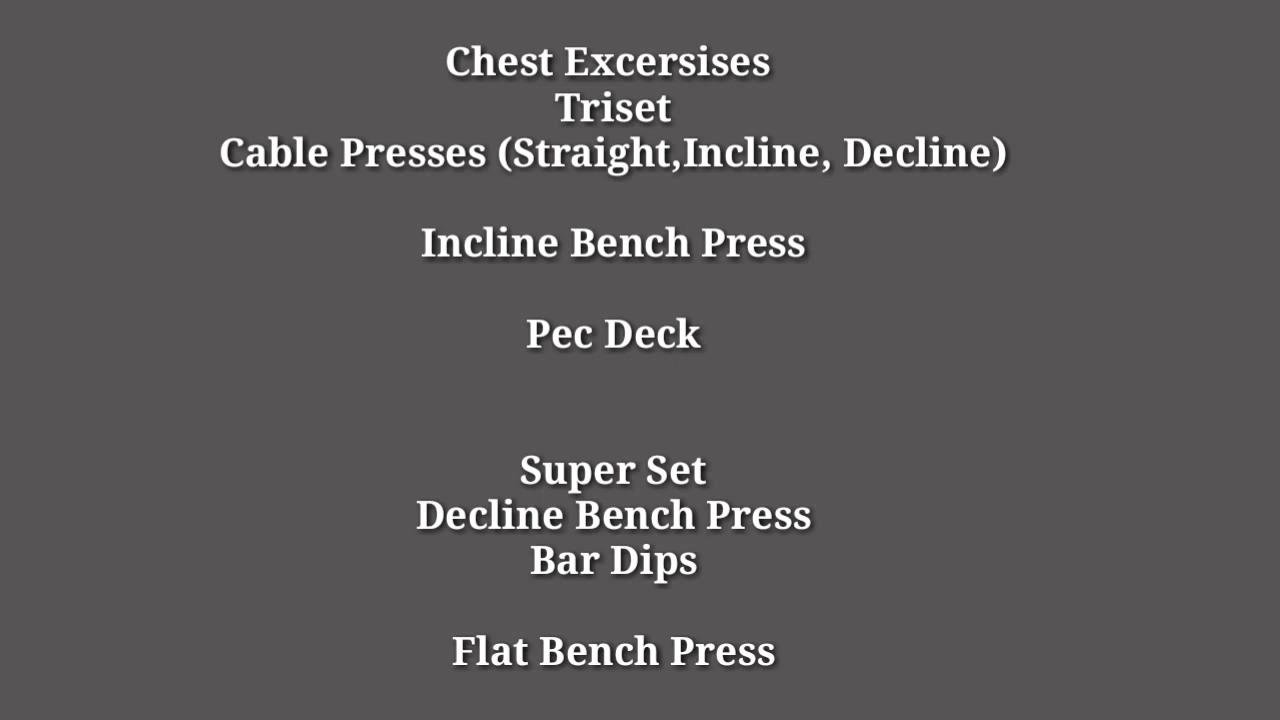 Chest Excersises
Triset
Cable Presses (Straight,Incline, Decline)
Incline Bench Press
Pec Deck
Super Set
Decline Bench Press
Bar Dips
Flat Bench Press